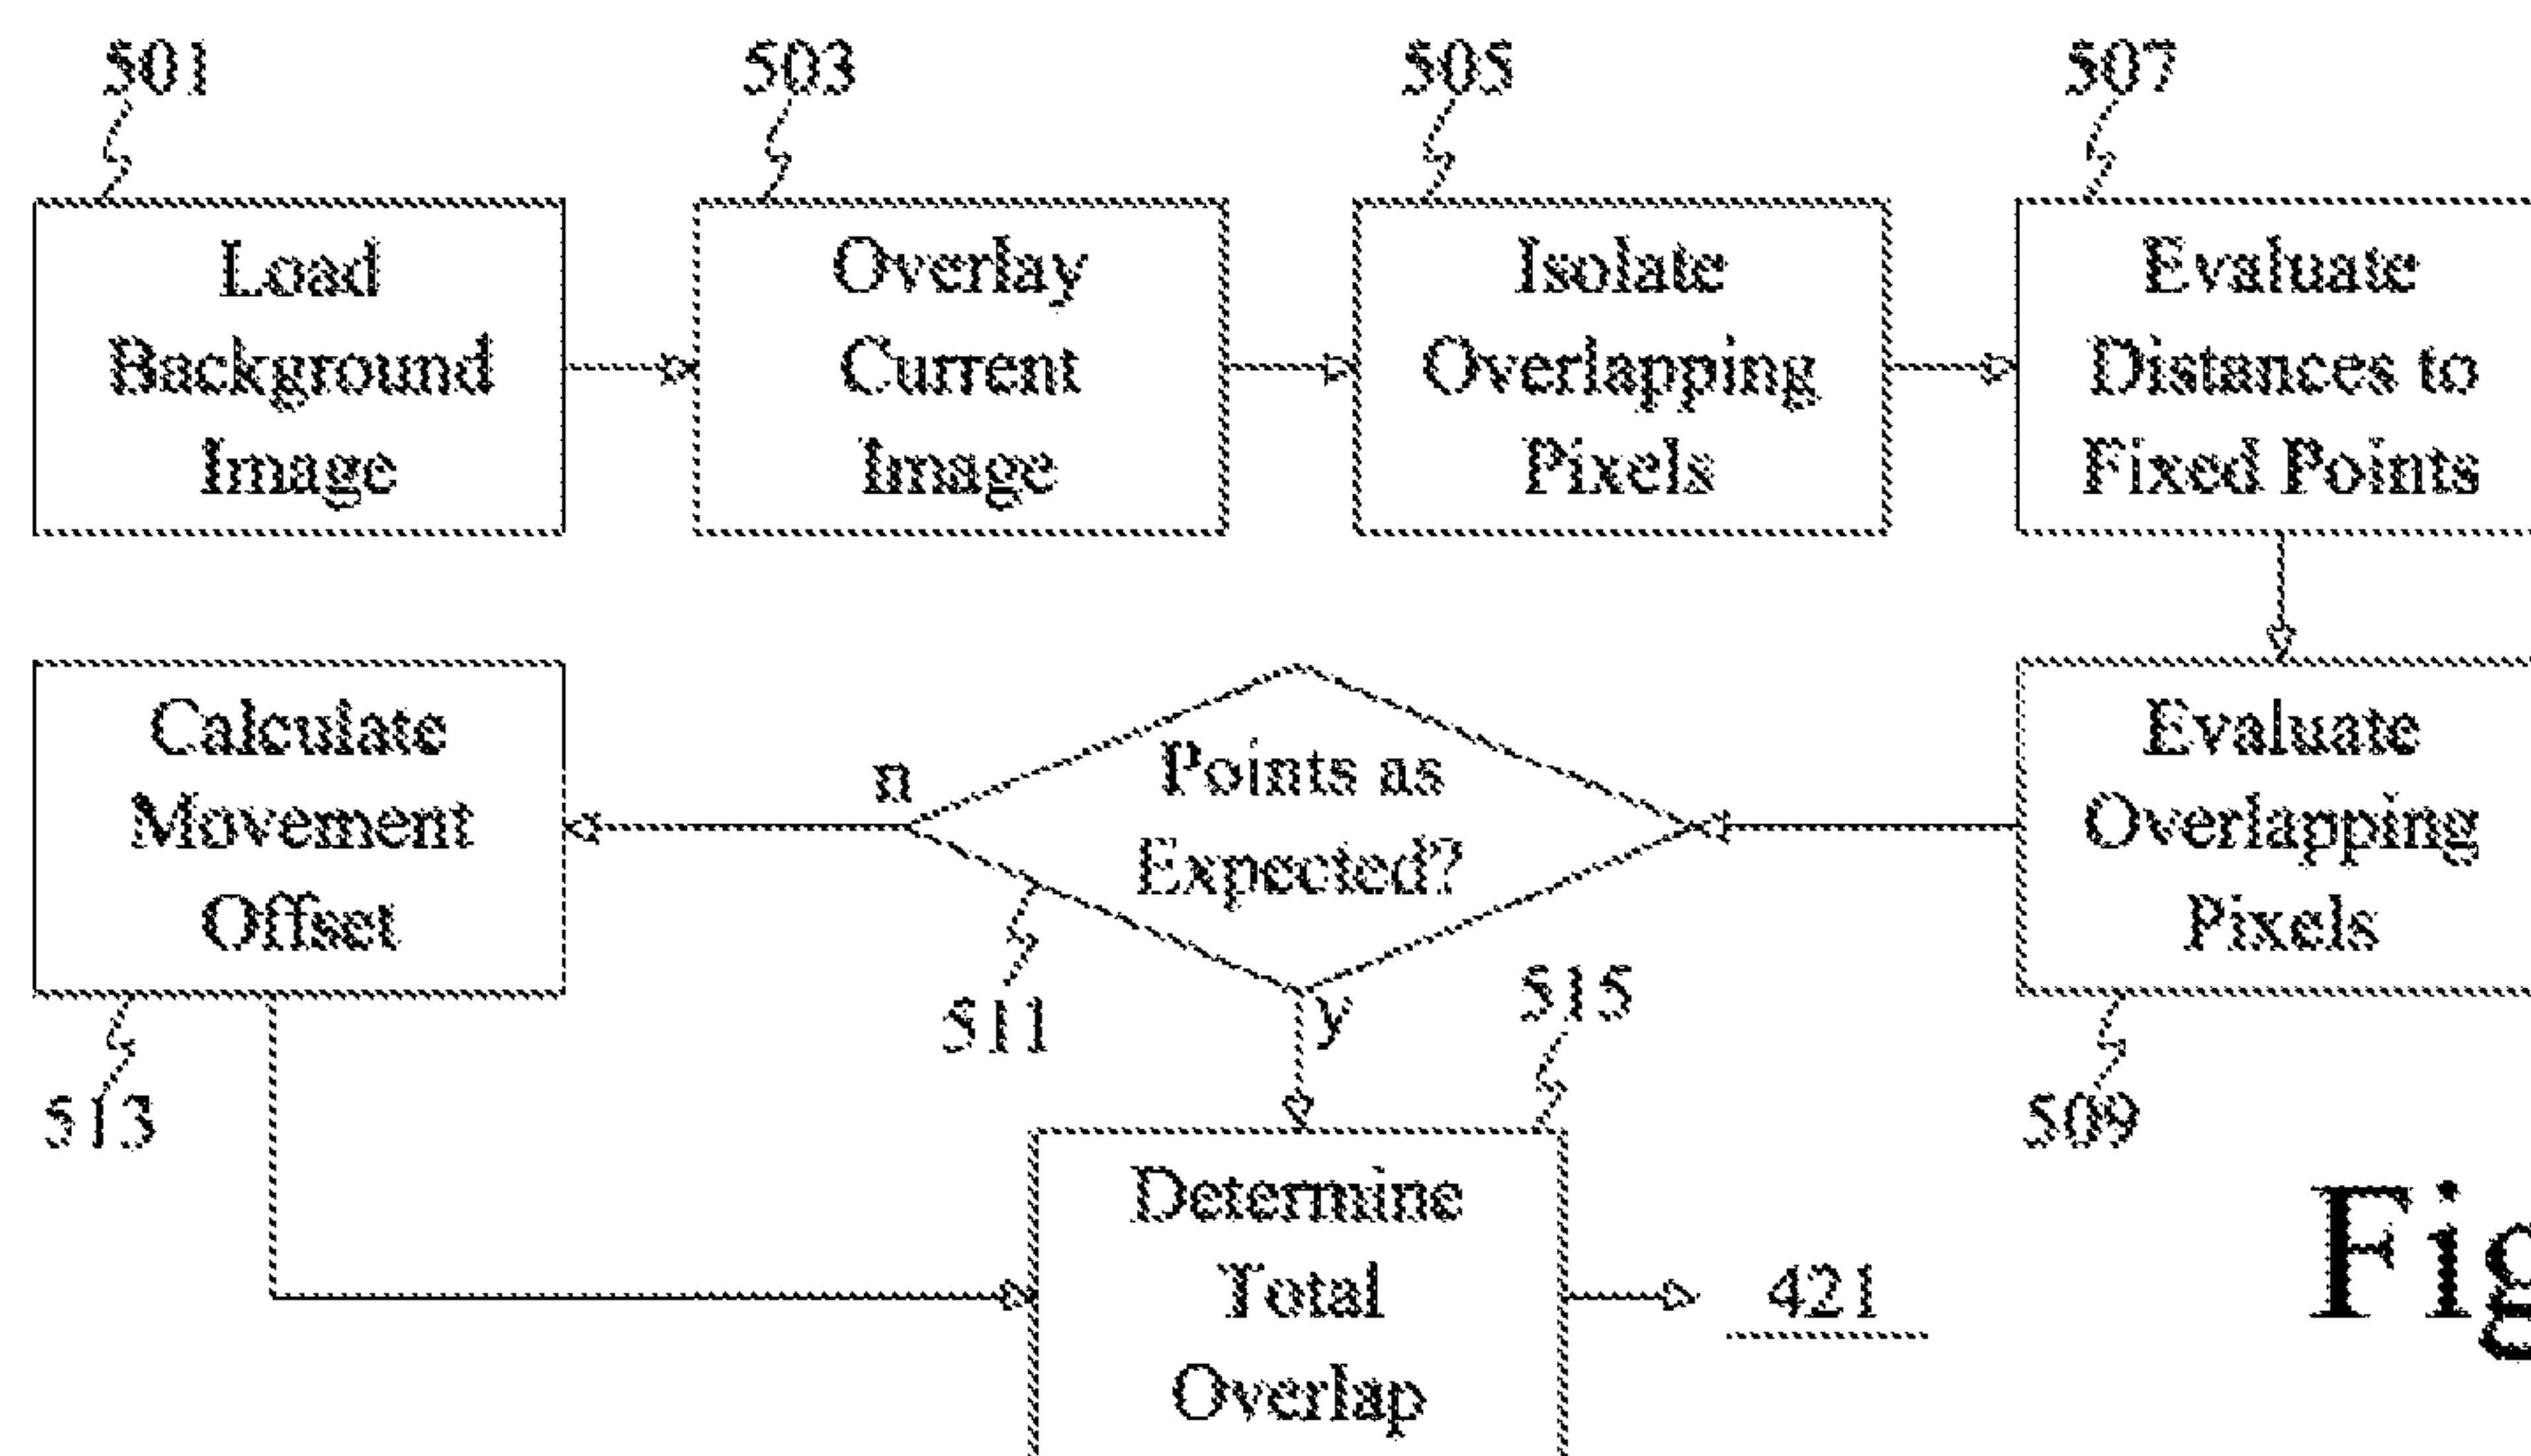 501
503
505
507
Load
Background
Image
Overlay
Current
Image
Isolate
Overlapping
Pixels
Evaluate
Distances to
Fixed Points
Calculate
Movement
Offset
n
Points as
Expected?
y
Evaluate
Overlapping
Pixels
511
515
513
509
Determine
Total
Overlap
421
Fig